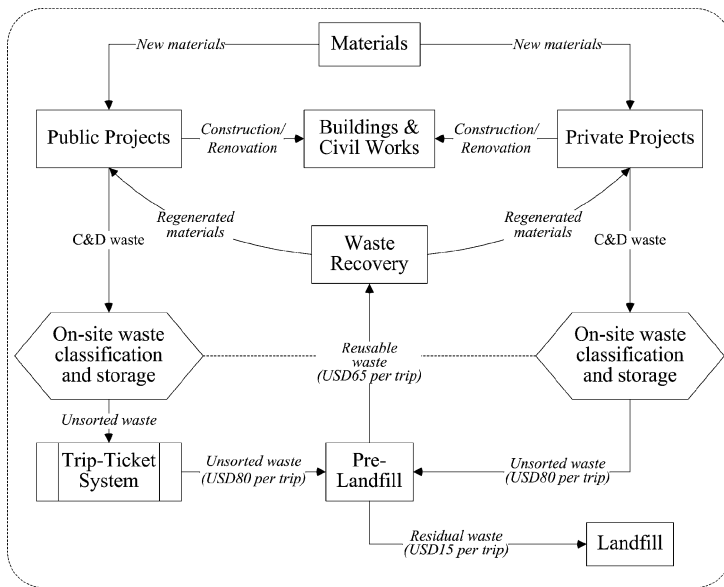 New materials
Materials
New materials
Public Projects
Construction/
Renovation
Buildings &
Civil Works
Construction/
Renovation
Private Projects
Regenerated
materials
Regenerated
materials
C&D waste
Waste
Recovery
C&D waste
On-site waste
classification
and storage
Reusable
waste
(USD65 per trip)
On-site waste
classification
and storage
Unsorted waste
Trip-Ticket
System
Unsorted waste
(USD80 per trip)
Pre-
Landfill
Unsorted waste
(USD80 per trip)
Residual waste
(USD15 per trip)
Landfill